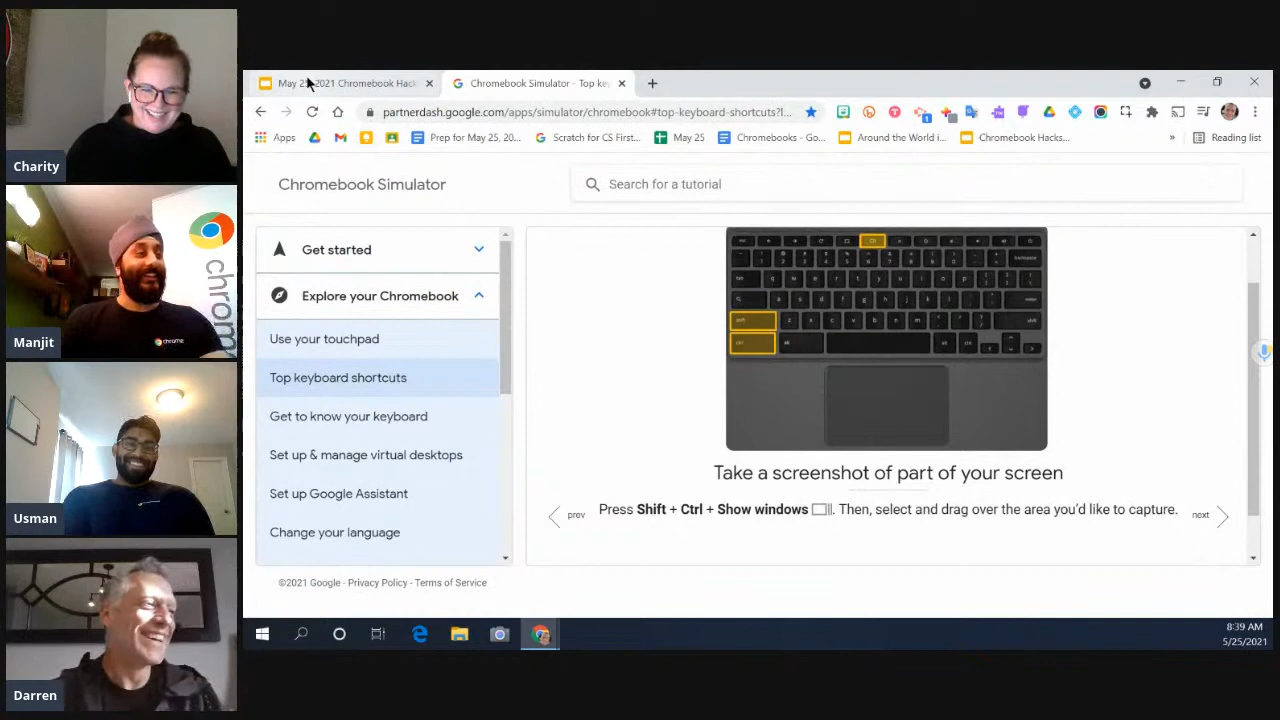 Charity
Manjit
Usman
Darren
chrom
May 25, 2021 Chromebook Hac
Chromebook Simulator - Top ke
partnerdash.google.com/apps/simulator/chromebook#top-keyboard-shortcuts?l...
Apps
Prep for May 25, 20...
Scratch for CS First...
May 25
Chromebooks - Go...
Around the World i...
Chromebook Hacks...
»
Reading list
Chromebook Simulator
Search for a tutorial
Get started
Explore your Chromebook
Use your touchpad
Top keyboard shortcuts
Get to know your keyboard
Set up & manage virtual desktops
Set up Google Assistant
Change your language
Take a screenshot of part of your screen
prev
Press Shift + Ctrl + Show windows . Then, select and drag over the area you'd like to capture.
next
©2021 Google - Privacy Policy - Terms of Service
8:39 AM
5/25/2021